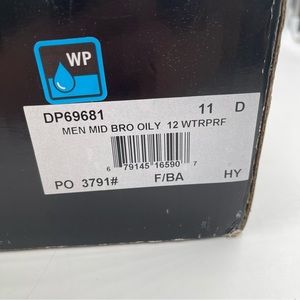 WP
DP69681 11 D
MEN MID BRO OILY 12 WTRPRF
6 79145 16590 7
PO 3791# F/BA HY